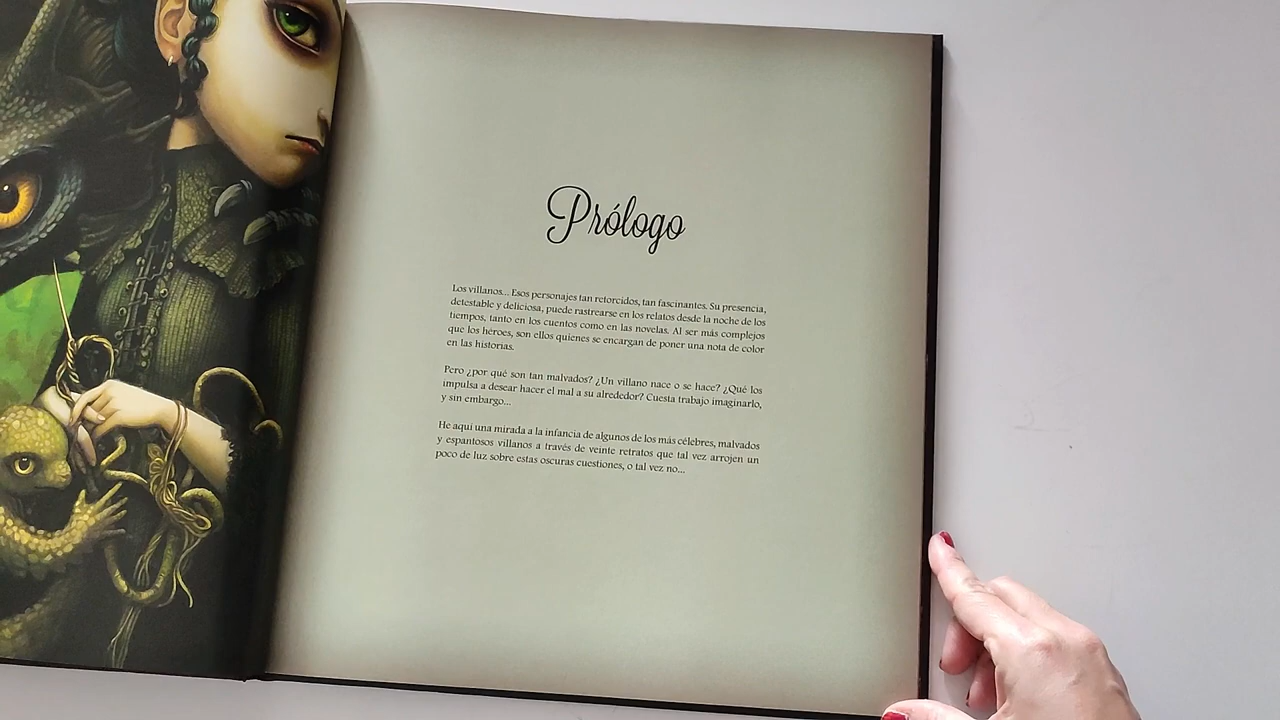 Prólogo
Los villanos... Esos personajes tan retorcidos, tan fascinantes. Su presencia,
detestable y deliciosa, puede rastrearse en los relatos desde la noche de los
tiempos, tanto en los cuentos como en las novelas. Al ser más complejos
que los héroes, son ellos quienes se encargan de poner una nota de color
en las historias.
Pero ¿por qué son tan malvados? ¿Un villano nace o se hace? ¿Qué los
impulsa a desear hacer el mal a su alrededor? Cuesta trabajo imaginarlo,
y sin embargo...
He aquí una mirada a la infancia de algunos de los más célebres, malvados
y espantosos villanos a través de veinte retratos que tal vez arrojen un
poco de luz sobre estas oscuras cuestiones, o tal vez no...